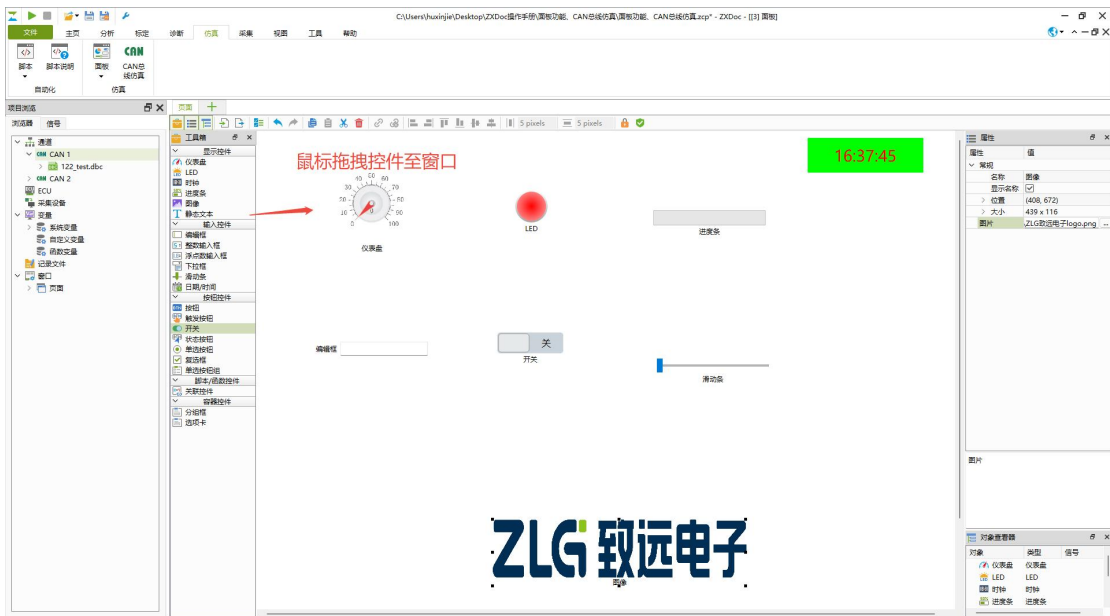 C:\Users\huxinjie\Desktop\ZXDoc操作手册\面板功能、CAN总线仿真\面板功能、CAN总线仿真.zcp* - ZXDoc - [[3] 面板]
文件 主页 分析 标定 诊断 仿真 采集 视图 工具 帮助
脚本 脚本说明 面板 CAN CAN总线仿真
自动化 仿真
项目浏览 页面
浏览器 信号
5 pixels 5 pixels
通道
CAN CAN 1
122_test.dbc
CAN CAN 2
ECU
采集设备
变量
系统变量
自定义变量
函数变量
记录文件
窗口
页面
工具箱
显示控件
仪表盘
LED
时钟
进度条
图像
静态文本
输入控件
编辑框
整数输入框
浮点数输入框
下拉框
滑动条
日期/时间
按钮控件
按钮
触发按钮
开关
状态按钮
单选按钮
复选框
单选按钮组
脚本/函数控件
关联控件
容器控件
分组框
选项卡
鼠标拖拽控件至窗口
16:37:45
0 10 20 30 40 50 60 70 80 90 100
0
仪表盘
LED
进度条
编辑框
关
开关
滑动条
ZLG 致远电子
图像
属性
属性 值
常规
名称 图像
显示名称
位置 (408, 672)
大小 439 x 116
图片 ZLG致远电子logo.png ...
图片
对象查看器
对象 类型 信号
仪表盘 仪表盘
LED LED
时钟 时钟
进度条 进度条